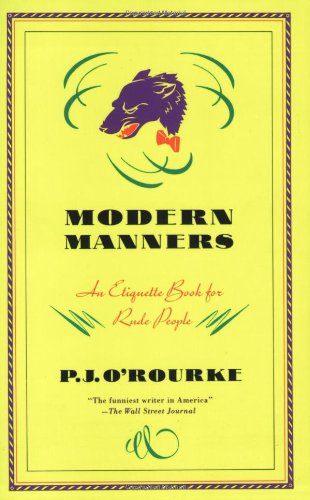 MODERN
MANNERS
An Etiquette Book for
Rude People
P.J. O'ROURKE
"The funniest writer in America"
—The Wall Street Journal